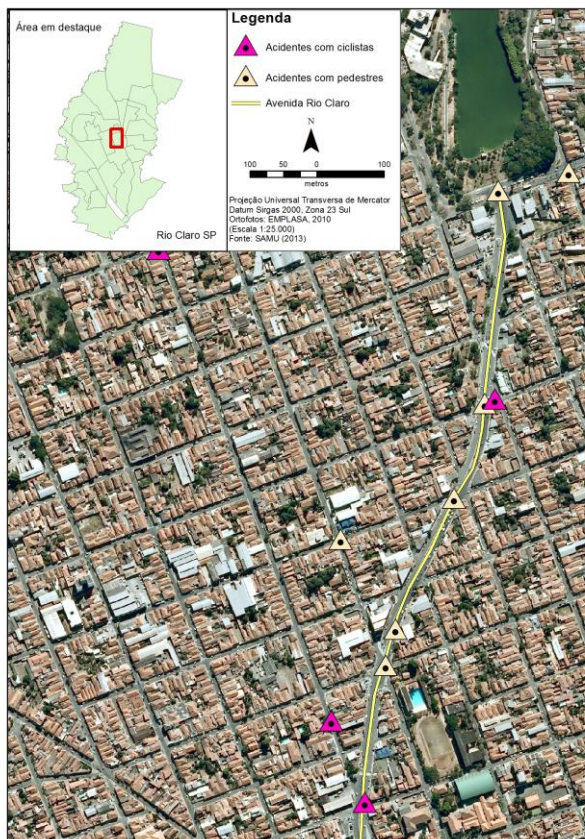 Área em destaque
Rio Claro SP
Legenda
Acidentes com ciclistas
Acidentes com pedestres
Avenida Rio Claro
N
100 50 0 100
metros
Projeção Universal Transversa de Mercator
Datum Sirgas 2000, Zona 23 Sul
Ortofotos: EMPLASA, 2010
(Escala 1:25.000)
Fonte: SAMU (2013)